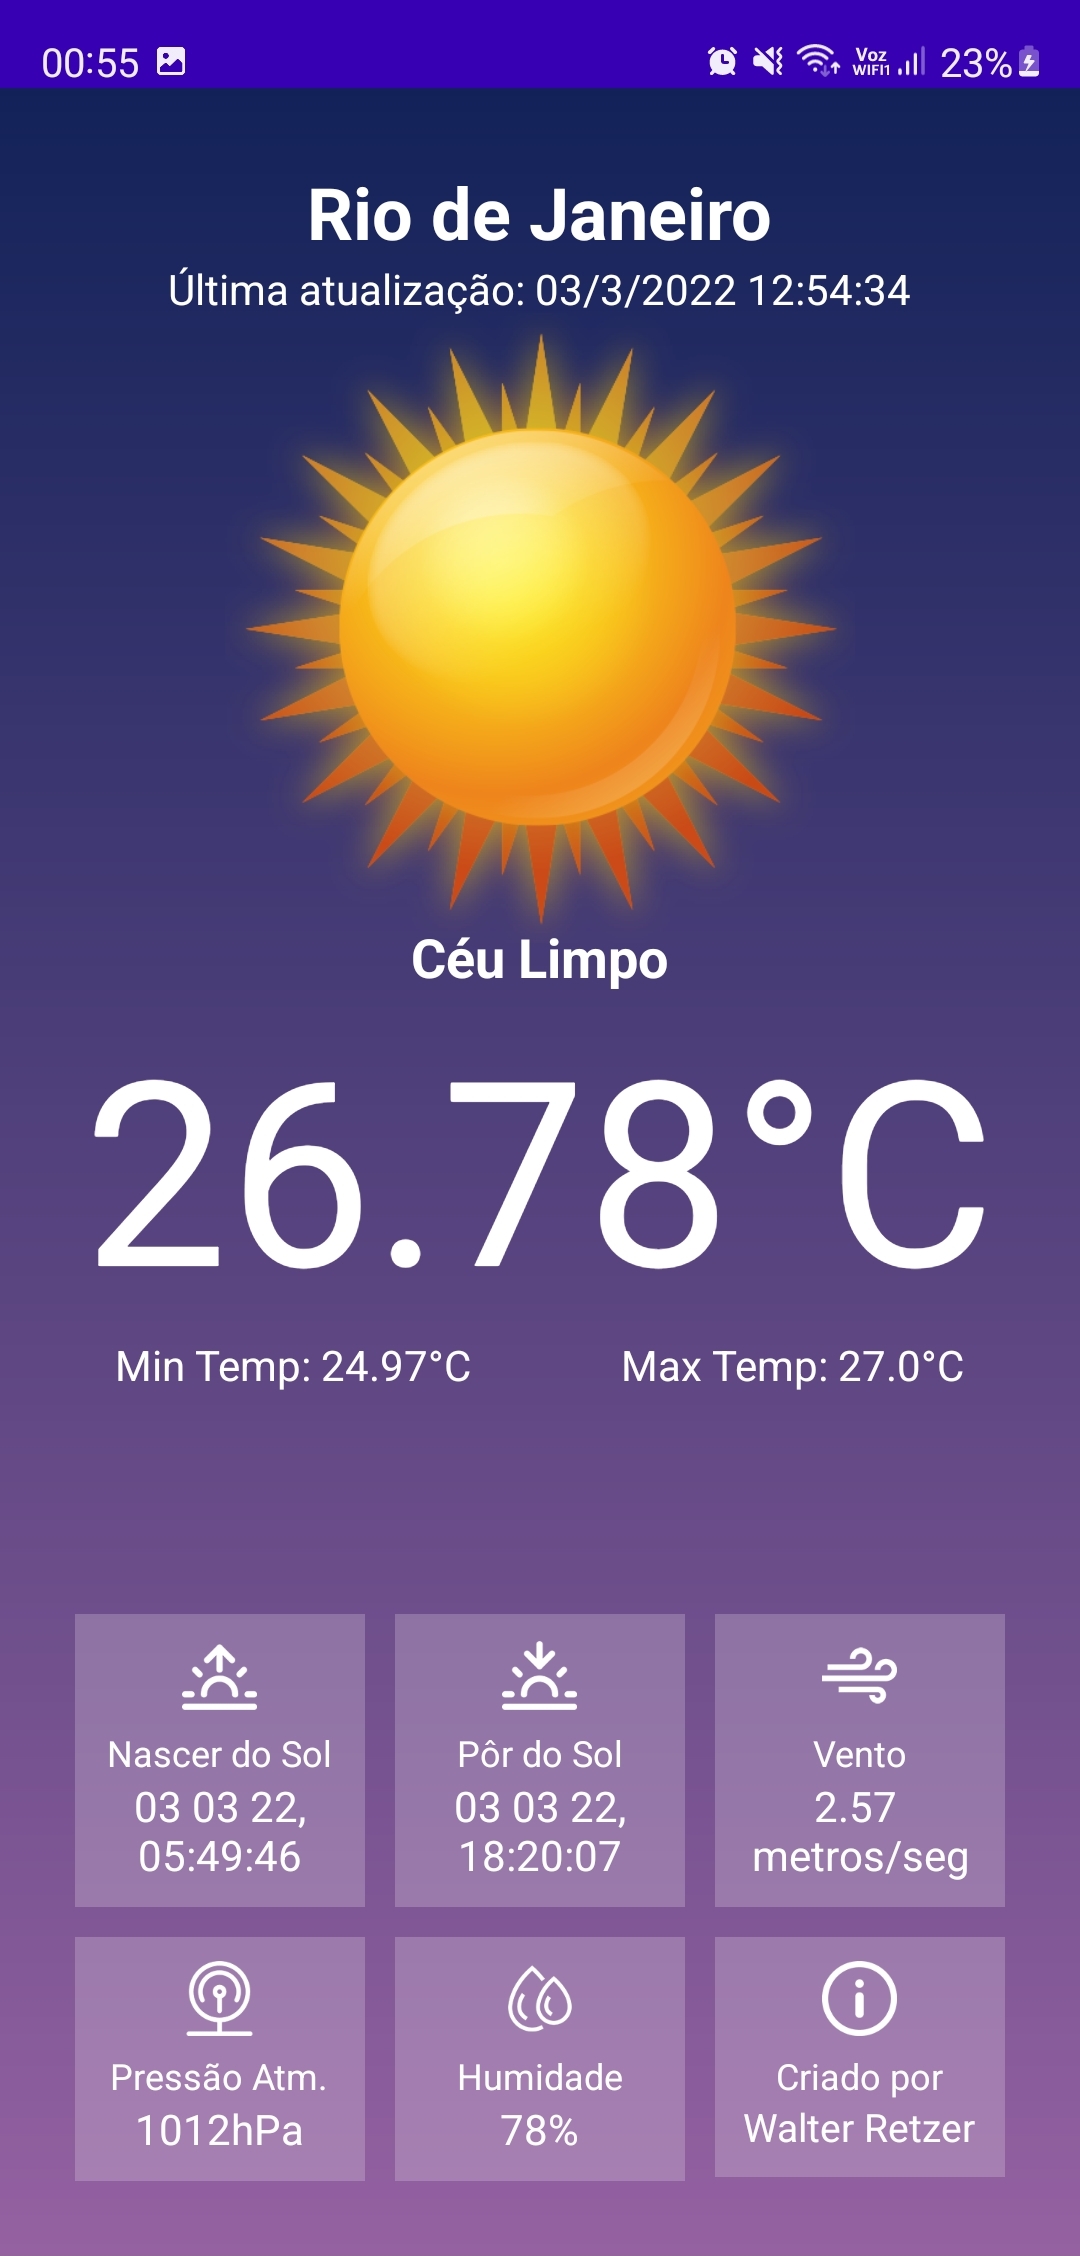 00:55 Voz WIFI1 23%
Rio de Janeiro
Última atualização: 03/3/2022 12:54:34
Céu Limpo
26.78°C
Min Temp: 24.97°C Max Temp: 27.0°C
Nascer do Sol
03 03 22,
05:49:46
Pôr do Sol
03 03 22,
18:20:07
Vento
2.57
metros/seg
Pressão Atm.
1012hPa
Humidade
78%
Criado por
Walter Retzer